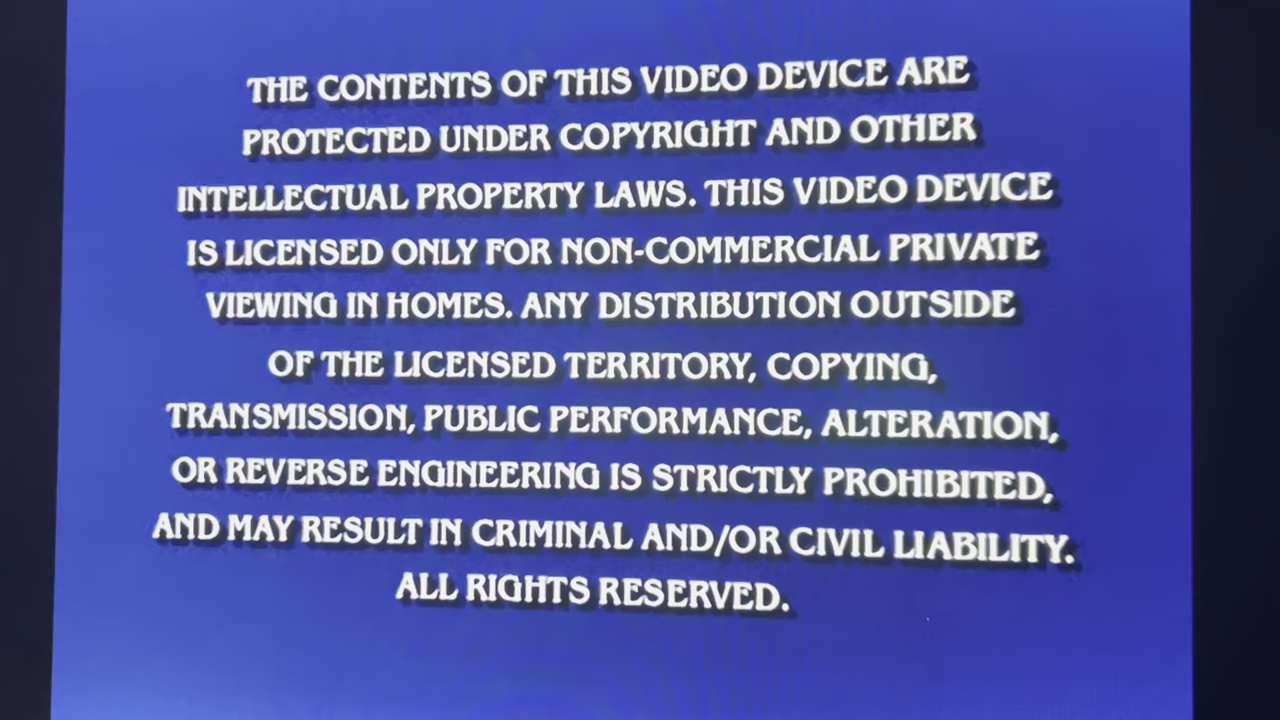 THE CONTENTS OF THIS VIDEO DEVICE ARE
PROTECTED UNDER COPYRIGHT AND OTHER
INTELLECTUAL PROPERTY LAWS. THIS VIDEO DEVICE
IS LICENSED ONLY FOR NON-COMMERCIAL PRIVATE
VIEWING IN HOMES. ANY DISTRIBUTION OUTSIDE
OF THE LICENSED TERRITORY, COPYING,
TRANSMISSION, PUBLIC PERFORMANCE, ALTERATION,
OR REVERSE ENGINEERING IS STRICTLY PROHIBITED,
AND MAY RESULT IN CRIMINAL AND/OR CIVIL LIABILITY.
ALL RIGHTS RESERVED.